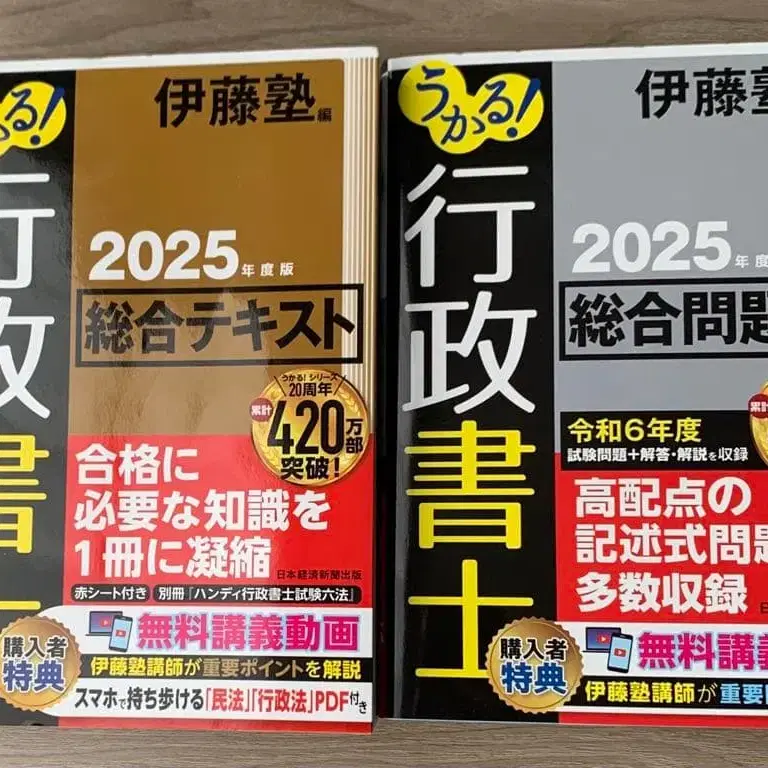 かる!
行政書士
伊藤塾編
2025年度版
総合テキスト
うかる!シリーズ
20周年
累計
420万部
突破!
合格に
必要な知識を
1冊に凝縮
日本経済新聞出版
赤シート付き
別冊「ハンディ行政書士試験六法」
購入者
特典
無料講義動画
伊藤塾講師が重要ポイントを解説
スマホで持ち歩ける「民法」「行政法」PDF付き
うかる!
行政書士
伊藤塾
2025年度
総合問題
累計
令和6年度
試験問題+解答・解説を収録
高配点の
記述式問題
多数収録
購入者
特典
無料講義
伊藤塾講師が重要